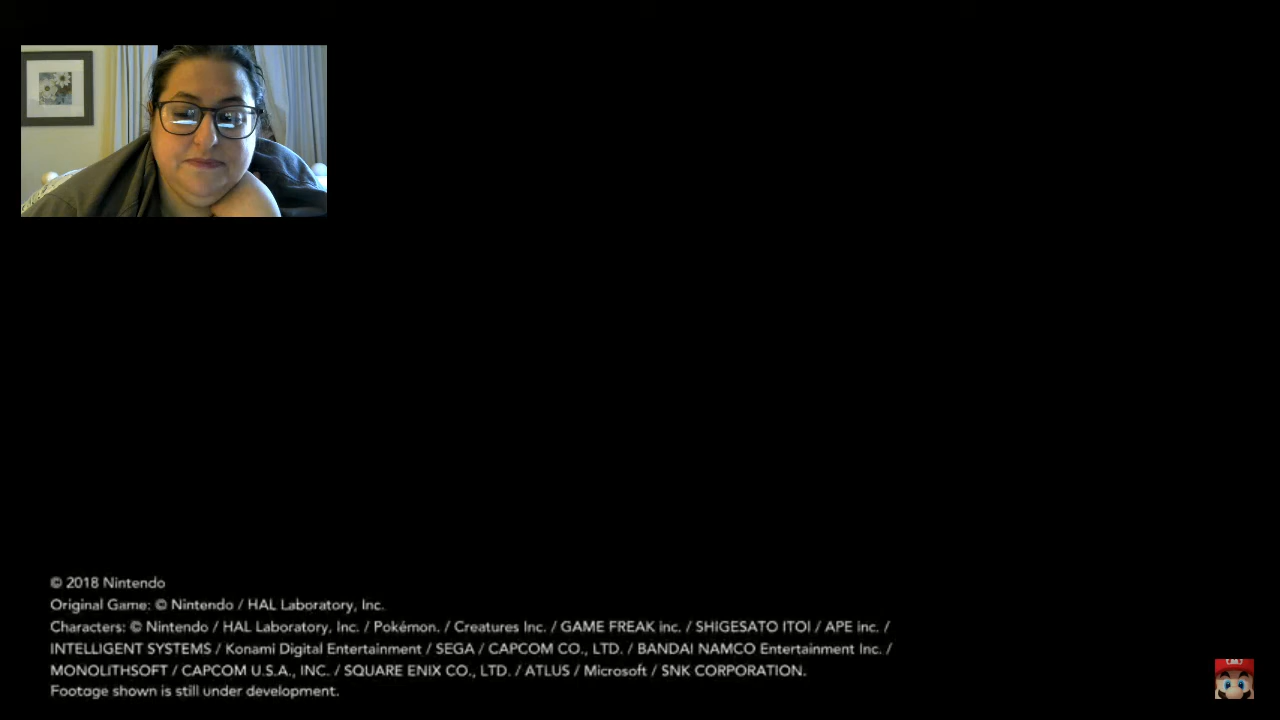 © 2018 Nintendo
Original Game: © Nintendo / HAL Laboratory, Inc.
Characters: © Nintendo / HAL Laboratory, Inc. / Pokémon. / Creatures Inc. / GAME FREAK inc. / SHIGESATO ITOI / APE inc. /
INTELLIGENT SYSTEMS / Konami Digital Entertainment / SEGA / CAPCOM CO., LTD. / BANDAI NAMCO Entertainment Inc. /
MONOLITHSOFT / CAPCOM U.S.A., INC. / SQUARE ENIX CO., LTD. / ATLUS / Microsoft / SNK CORPORATION.
Footage shown is still under development.